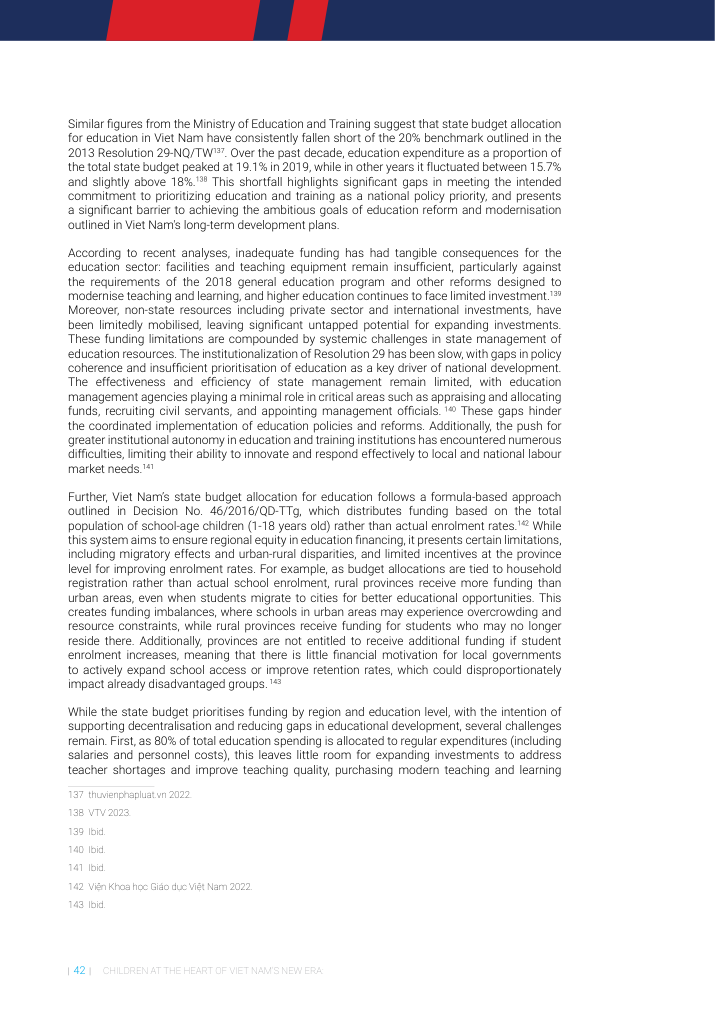 Similar figures from the Ministry of Education and Training suggest that state budget allocation
for education in Viet Nam have consistently fallen short of the 20% benchmark outlined in the
2013 Resolution 29-NQ/TW137. Over the past decade, education expenditure as a proportion of
the total state budget peaked at 19.1% in 2019, while in other years it fluctuated between 15.7%
and slightly above 18%.138 This shortfall highlights significant gaps in meeting the intended
commitment to prioritizing education and training as a national policy priority, and presents
a significant barrier to achieving the ambitious goals of education reform and modernisation
outlined in Viet Nam's long-term development plans.
According to recent analyses, inadequate funding has had tangible consequences for the
education sector: facilities and teaching equipment remain insufficient, particularly against
the requirements of the 2018 general education program and other reforms designed to
modernise teaching and learning, and higher education continues to face limited investment.139
Moreover, non-state resources including private sector and international investments, have
been limitedly mobilised, leaving significant untapped potential for expanding investments.
These funding limitations are compounded by systemic challenges in state management of
education resources. The institutionalization of Resolution 29 has been slow, with gaps in policy
coherence and insufficient prioritisation of education as a key driver of national development.
The effectiveness and efficiency of state management remain limited, with education
management agencies playing a minimal role in critical areas such as appraising and allocating
funds, recruiting civil servants, and appointing management officials. 140 These gaps hinder
the coordinated implementation of education policies and reforms. Additionally, the push for
greater institutional autonomy in education and training institutions has encountered numerous
difficulties, limiting their ability to innovate and respond effectively to local and national labour
market needs.141
Further, Viet Nam's state budget allocation for education follows a formula-based approach
outlined in Decision No. 46/2016/QD-TTg, which distributes funding based on the total
population of school-age children (1-18 years old) rather than actual enrolment rates.142 While
this system aims to ensure regional equity in education financing, it presents certain limitations,
including migratory effects and urban-rural disparities, and limited incentives at the province
level for improving enrolment rates. For example, as budget allocations are tied to household
registration rather than actual school enrolment, rural provinces receive more funding than
urban areas, even when students migrate to cities for better educational opportunities. This
creates funding imbalances, where schools in urban areas may experience overcrowding and
resource constraints, while rural provinces receive funding for students who may no longer
reside there. Additionally, provinces are not entitled to receive additional funding if student
enrolment increases, meaning that there is little financial motivation for local governments
to actively expand school access or improve retention rates, which could disproportionately
impact already disadvantaged groups. 143
While the state budget prioritises funding by region and education level, with the intention of
supporting decentralisation and reducing gaps in educational development, several challenges
remain. First, as 80% of total education spending is allocated to regular expenditures (including
salaries and personnel costs), this leaves little room for expanding investments to address
teacher shortages and improve teaching quality, purchasing modern teaching and learning
137 thuvienphapluat.vn 2022.
138 VTV 2023.
139 Ibid.
140 Ibid.
141 Ibid.
142 Viện Khoa học Giáo dục Việt Nam 2022.
143 Ibid.
| 42 | CHILDREN AT THE HEART OF VIET NAM'S NEW ERA